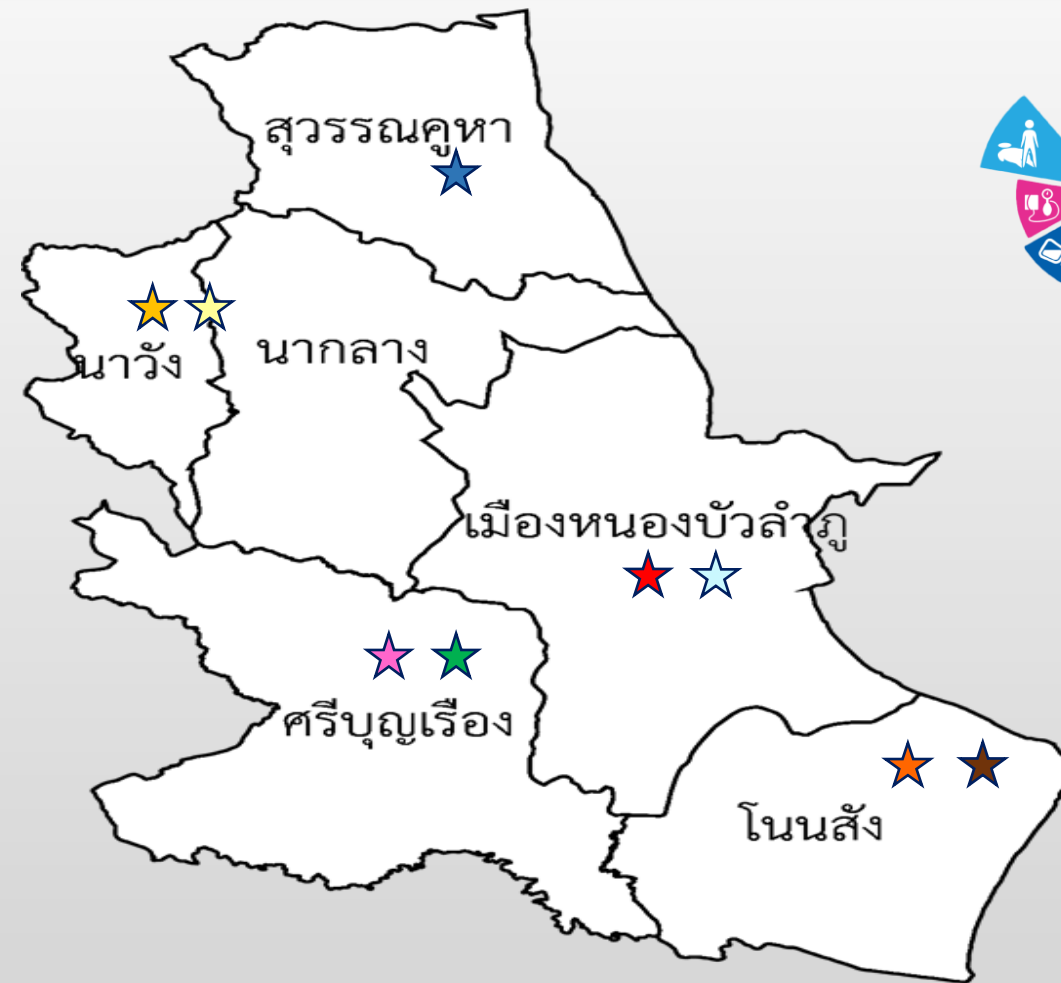 สุวรรณคูหา
นาวัง
นากลาง
เมืองหนองบัวลำภู
ศรีบุญเรือง
โนนสัง